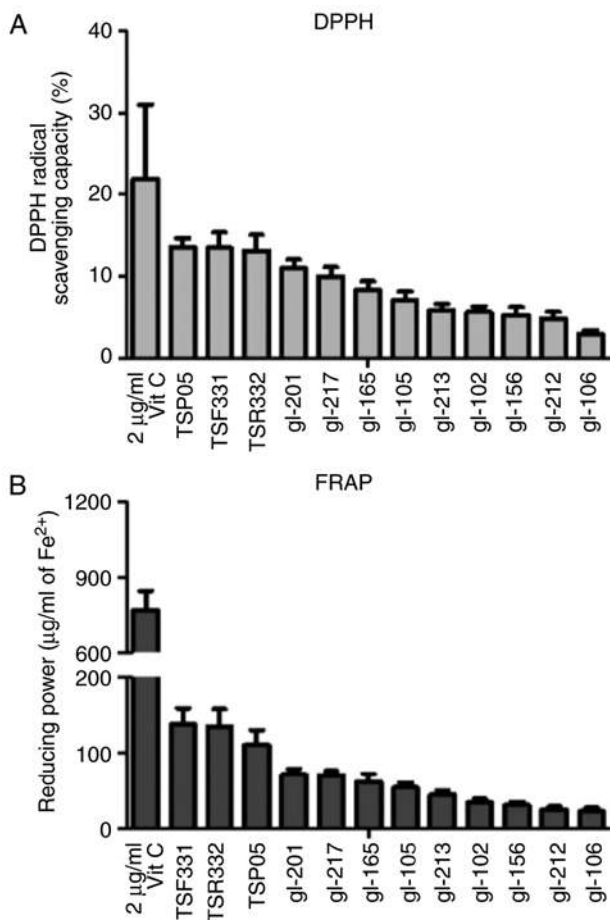 A
DPPH
DPPH radical
scavenging capacity (%)
40
30
20
10
0
2 µg/ml
Vit C
TSP05
TSF331
TSR332
gl-201
gl-217
gl-165
gl-105
gl-213
gl-102
gl-156
gl-212
gl-106
B
FRAP
Reducing power (µg/ml of Fe²⁺)
1200
900
600
200
100
0
2 µg/ml
Vit C
TSF331
TSR332
TSP05
gl-201
gl-217
gl-165
gl-105
gl-213
gl-102
gl-156
gl-212
gl-106